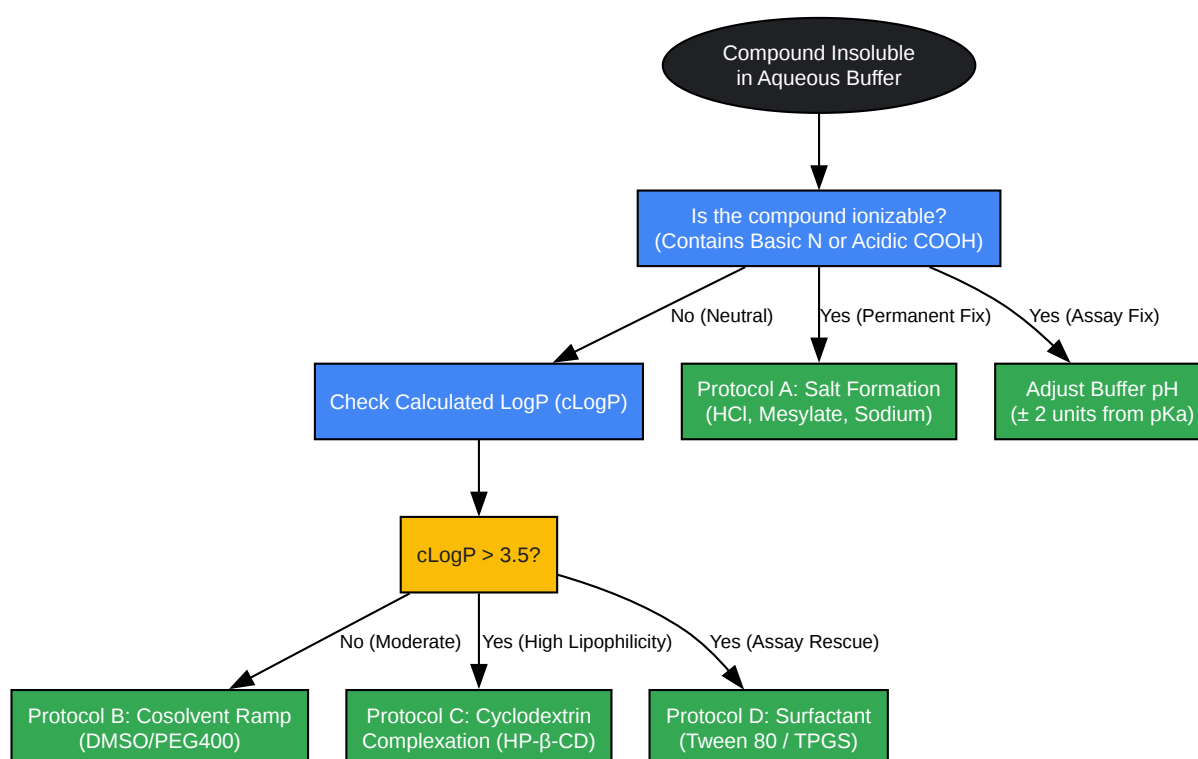 Compound Insoluble
in Aqueous Buffer
Is the compound ionizable?
(Contains Basic N or Acidic COOH)
No (Neutral)
Yes (Permanent Fix)
Yes (Assay Fix)
Check Calculated LogP (cLogP)
Protocol A: Salt Formation
(HCl, Mesylate, Sodium)
Adjust Buffer pH
(± 2 units from pKa)
cLogP > 3.5?
No (Moderate)
Yes (High Lipophilicity)
Yes (Assay Rescue)
Protocol B: Cosolvent Ramp
(DMSO/PEG400)
Protocol C: Cyclodextrin
Complexation (HP-β-CD)
Protocol D: Surfactant
(Tween 80 / TPGS)